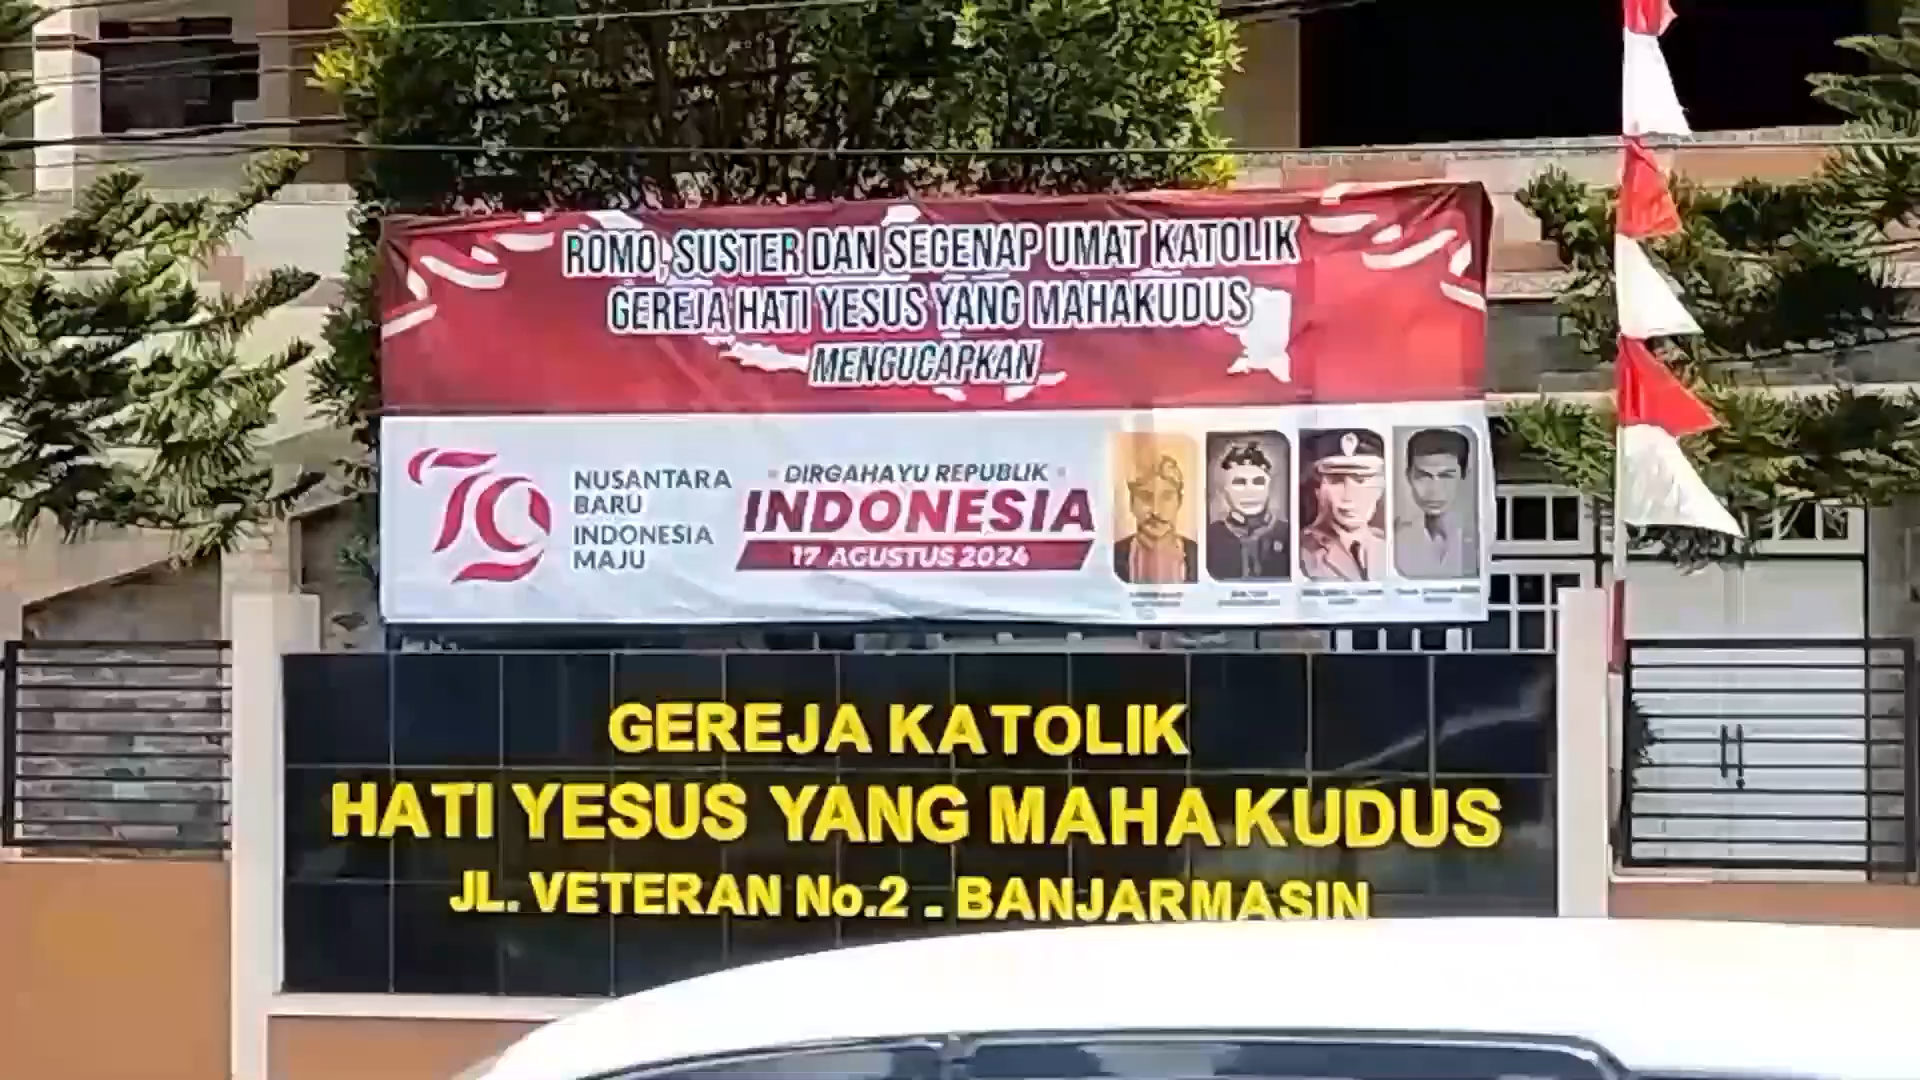 ROMO, SUSTER DAN SEGENAP UMAT KATOLIK
GEREJA HATI YESUS YANG MAHAKUDUS
MENGUCAPKAN
79
NUSANTARA
BARU
INDONESIA
MAJU
DIRGAHAYU REPUBLIK
INDONESIA
17 AGUSTUS 2024
GEREJA KATOLIK
HATI YESUS YANG MAHA KUDUS
JL. VETERAN No.2 - BANJARMASIN